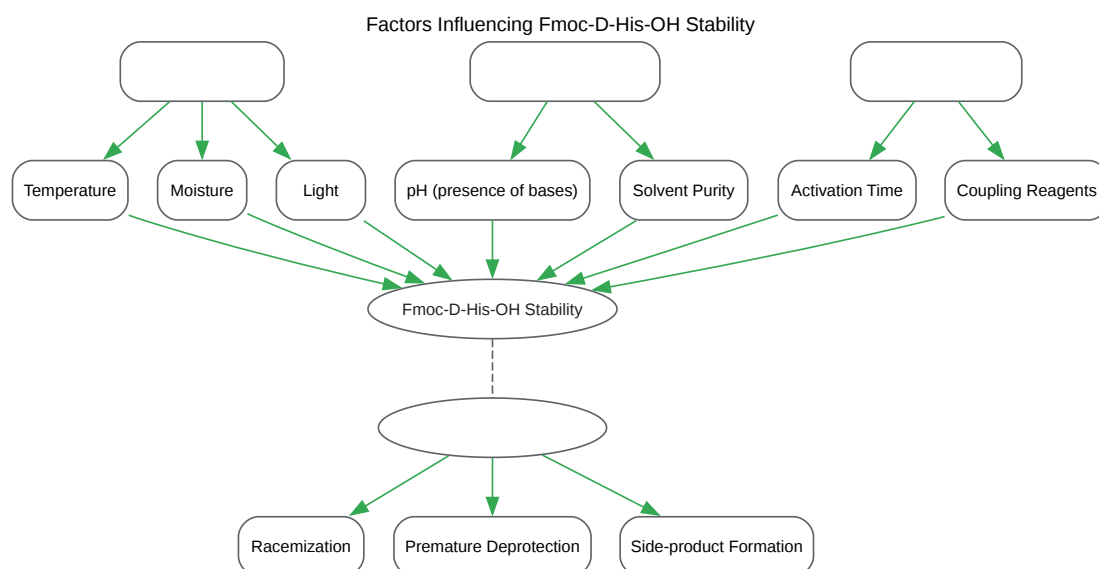 Factors Influencing Fmoc-D-His-OH Stability
Temperature
Moisture
Light
pH (presence of bases)
Solvent Purity
Activation Time
Coupling Reagents
Fmoc-D-His-OH Stability
Racemization
Premature Deprotection
Side-product Formation